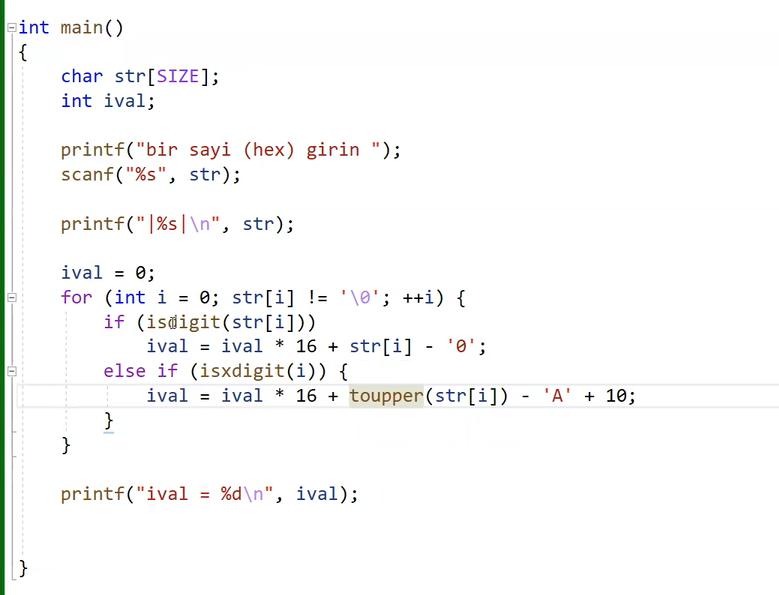 int main()
{
    char str[SIZE];
    int ival;

    printf("bir sayi (hex) girin ");
    scanf("%s", str);

    printf("|%s|\n", str);

    ival = 0;
    for (int i = 0; str[i] != '\0'; ++i) {
        if (isdigit(str[i]))
            ival = ival * 16 + str[i] - '0';
        else if (isxdigit(i)) {
            ival = ival * 16 + toupper(str[i]) - 'A' + 10;
        }
    }

    printf("ival = %d\n", ival);

}